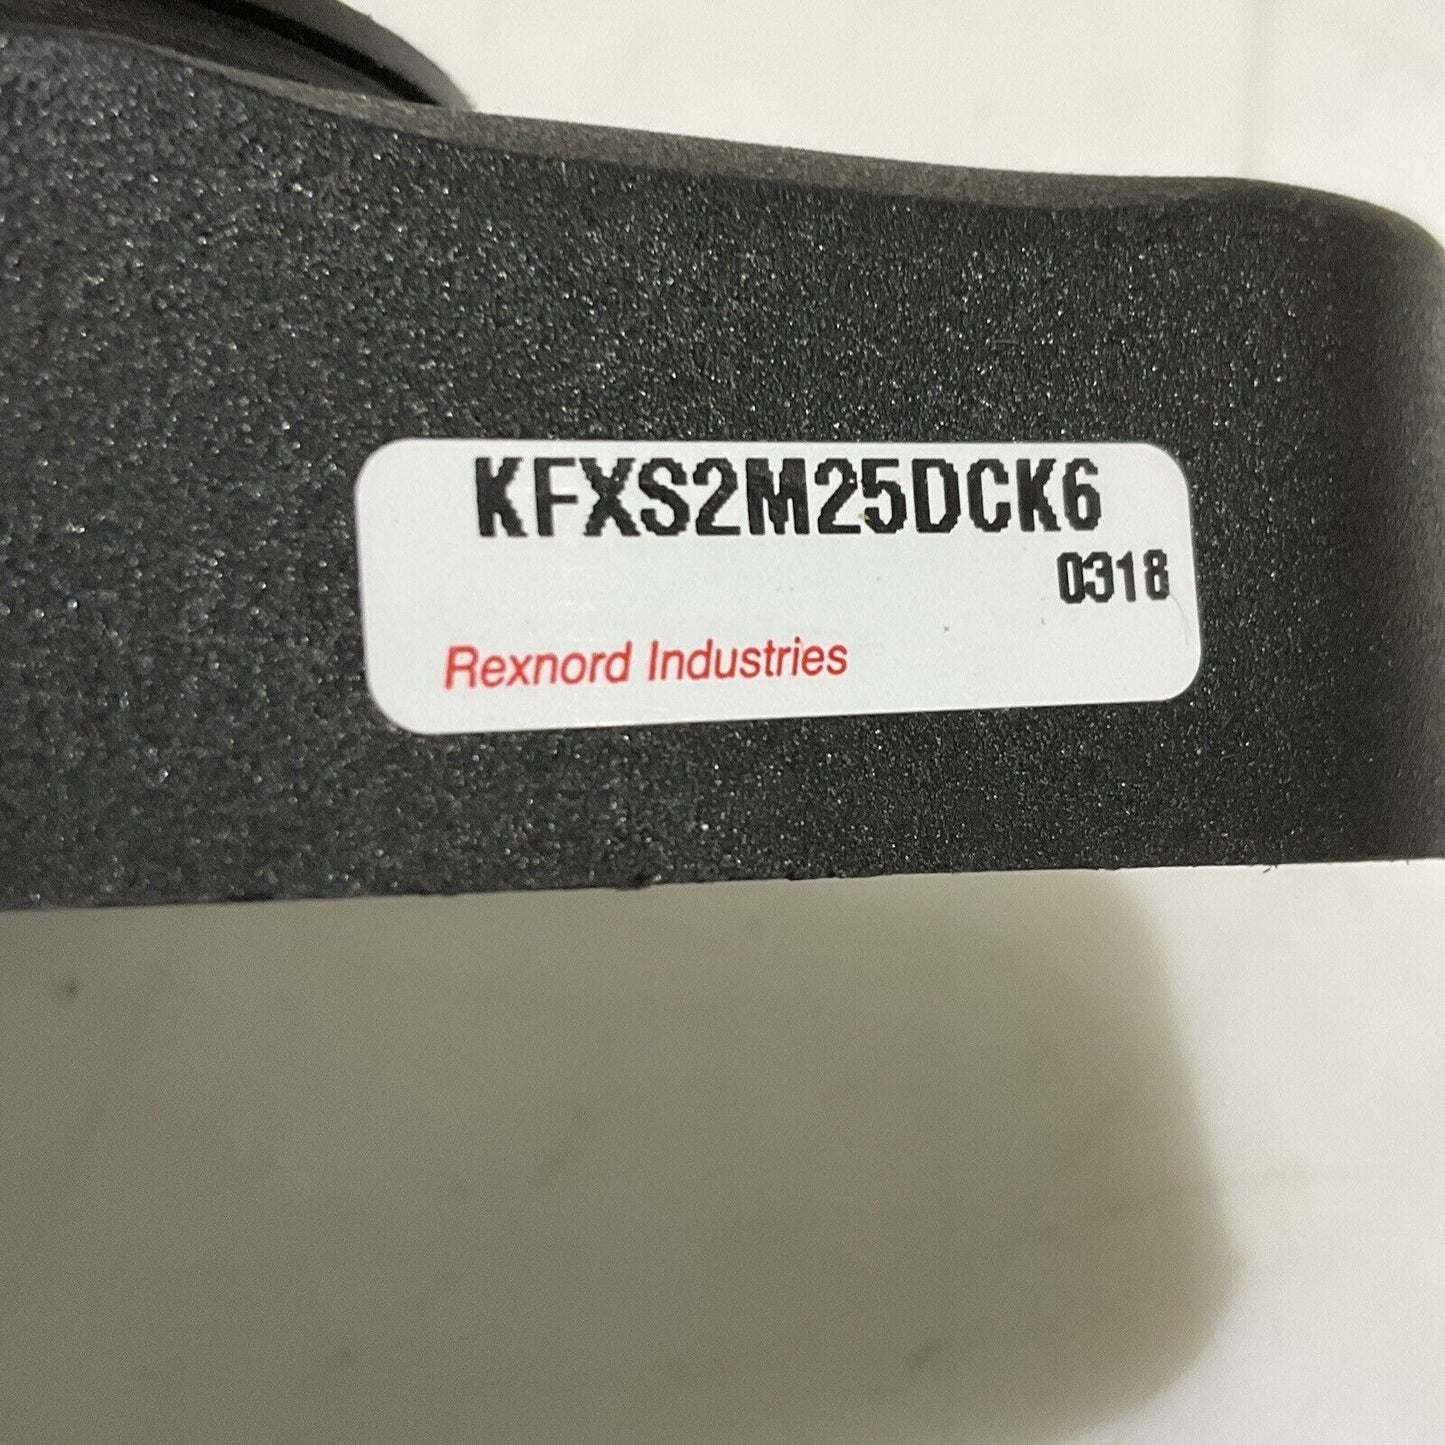 KFXS2M25DCK6
0318
Rexnord Industries